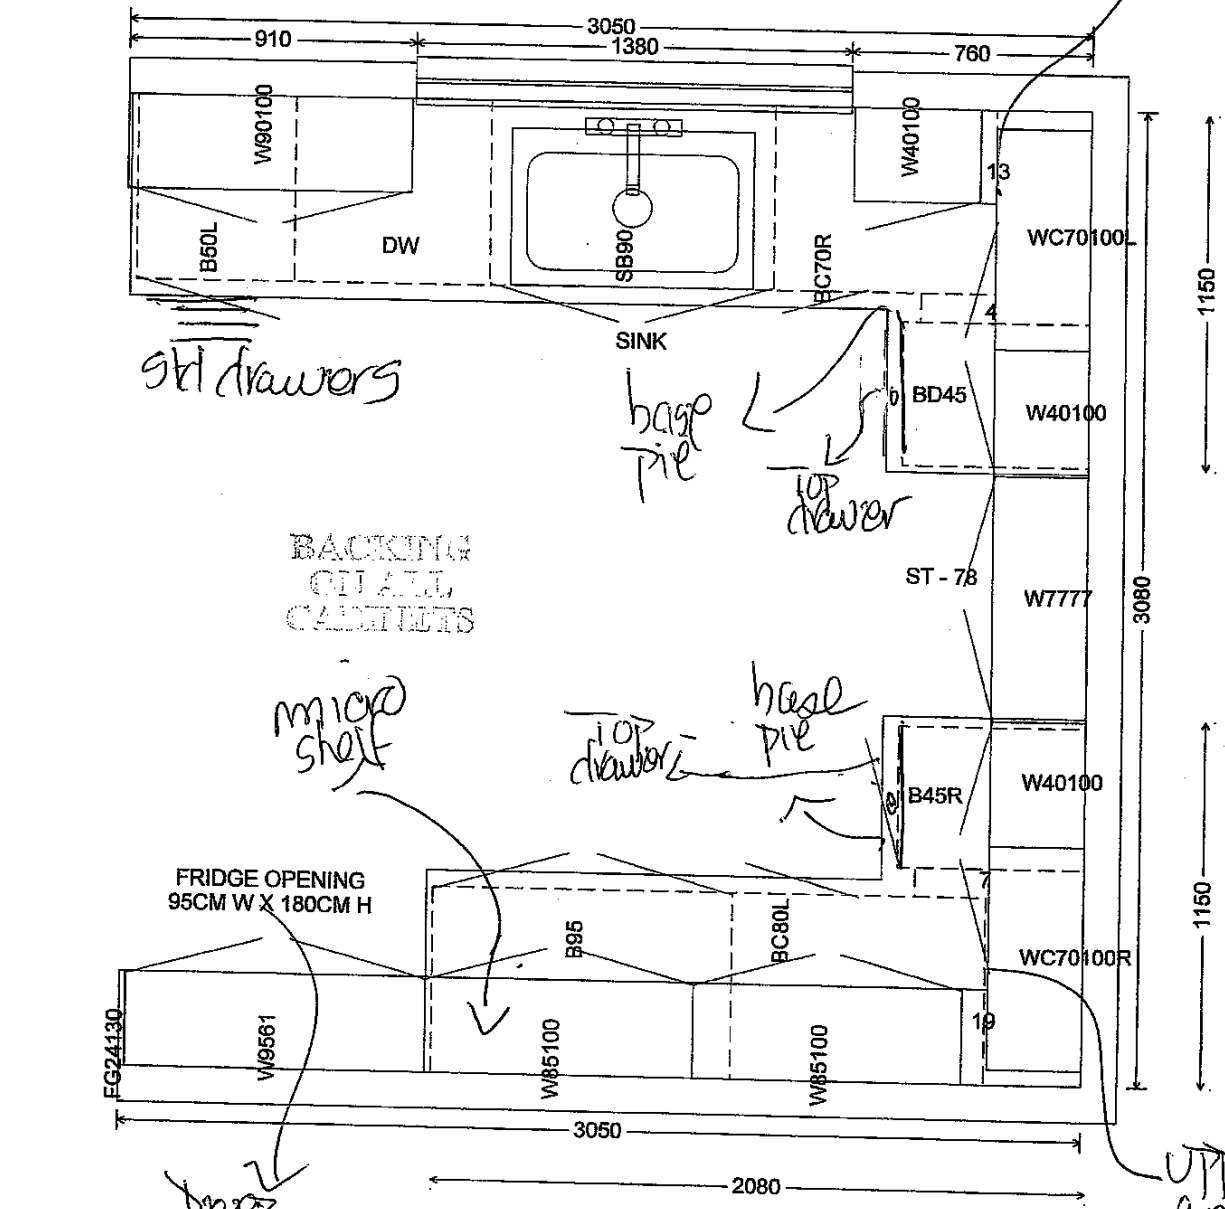 3050
910
1380
760
W90100
W40100
13
WC70100L
B50L
DW
SB90
BC70R
4
1150
SINK
std drawers
base
pie
BD45
W40100
Top
drawer
BACKING
ON ALL
CABINETS
ST - 78
W7777
3080
micro
shelf
Top
drawer
base
pie
B45R
W40100
FRIDGE OPENING
95CM W X 180CM H
B95
BC80L
7
1150
WC70100R
FG24130
W9561
W85100
W85100
19
3050
2080